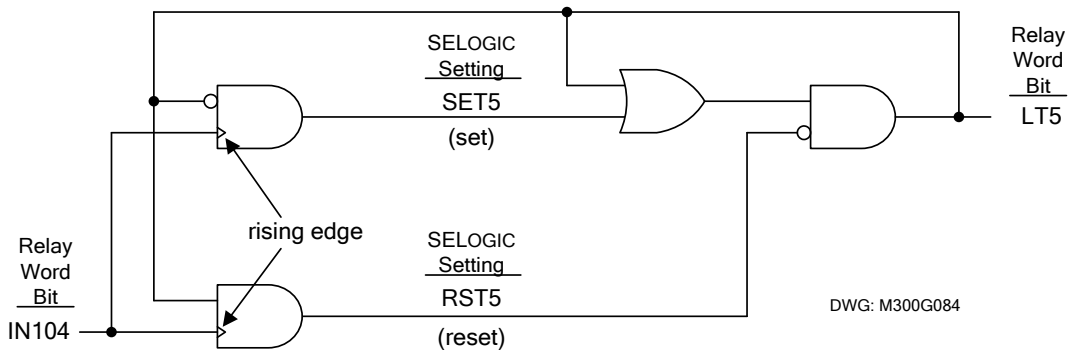 SELOGIC
Setting
SET5
(set)
Relay
Word
Bit
LT5
rising edge
Relay
Word
Bit
IN104
SELOGIC
Setting
RST5
(reset)
DWG: M300G084